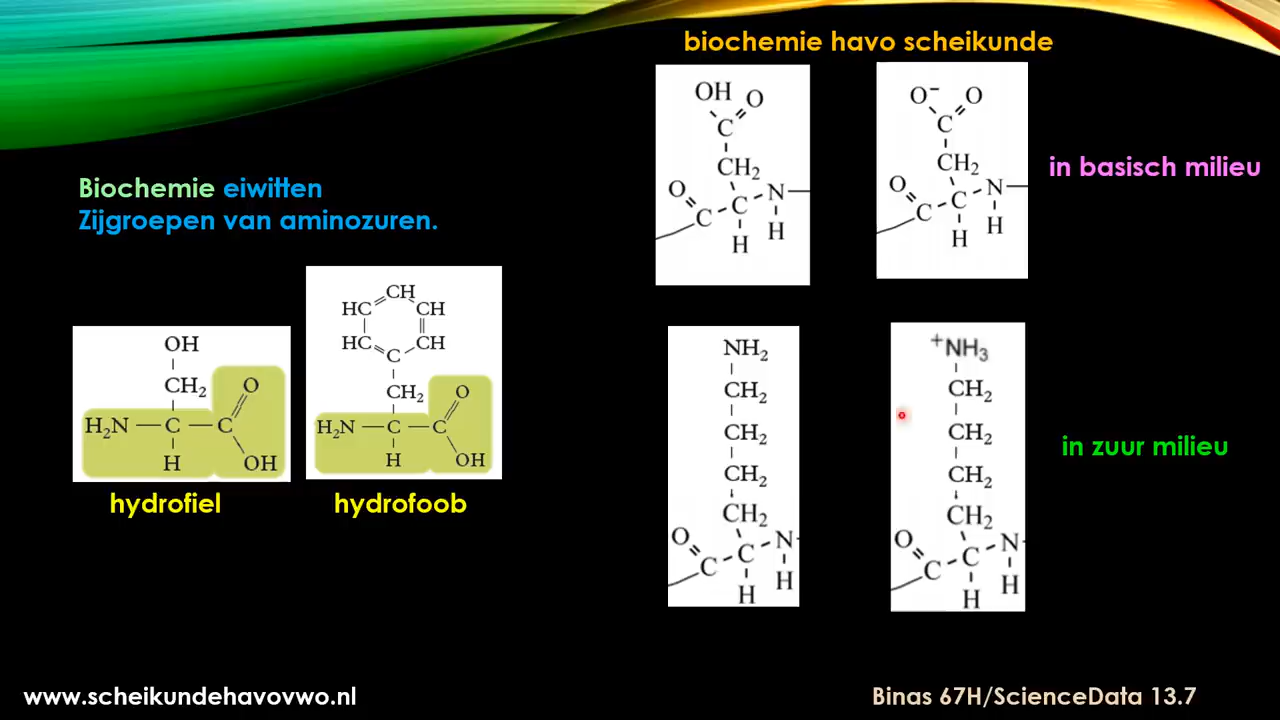 biochemie havo scheikunde
Biochemie eiwitten
Zijgroepen van aminozuren.
OH
CH₂
O
H₂N — C — C
H
OH
hydrofiel
CH
HC
CH
HC
CH
C
CH₂
O
H₂N — C — C
H
OH
hydrofoob
OH
O
C
CH₂
O
N
C
C
H
H
O⁻
O
C
CH₂
O
N
C
C
H
H
in basisch milieu
NH₂
CH₂
CH₂
CH₂
CH₂
O
N
C
C
H
H
⁺NH₃
CH₂
CH₂
CH₂
CH₂
O
N
C
C
H
H
in zuur milieu
www.scheikundehavovwo.nl
Binas 67H/ScienceData 13.7